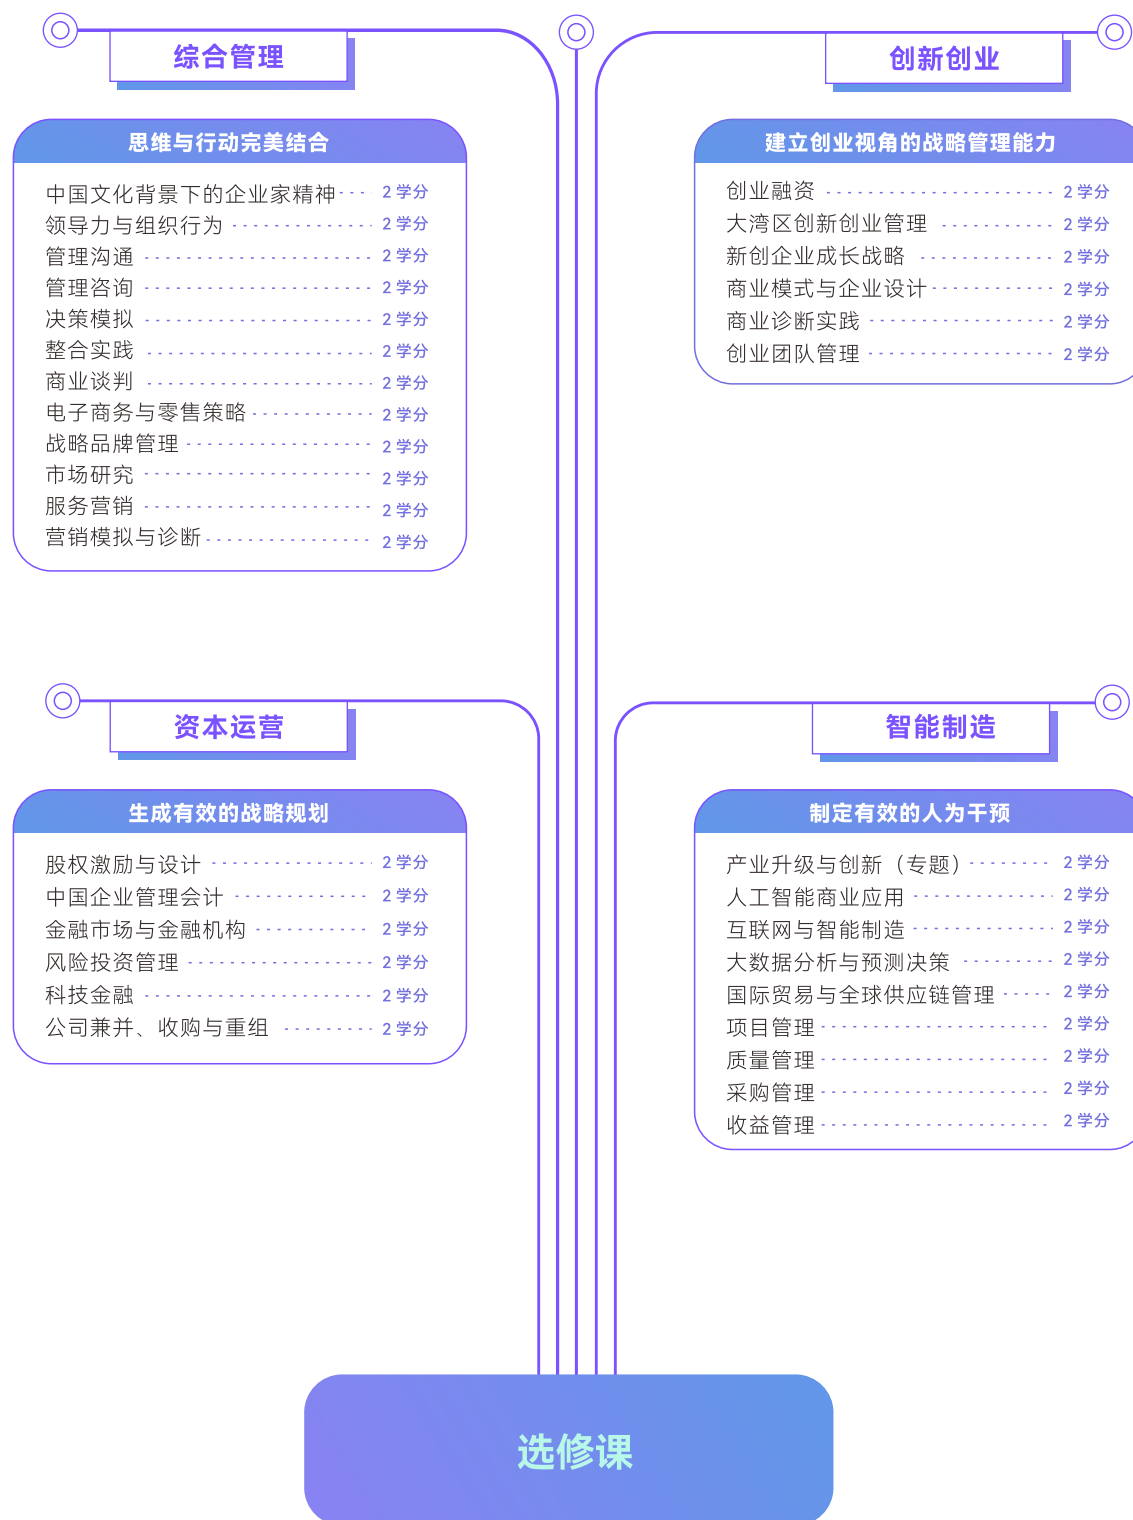 综合管理
思维与行动完美结合
中国文化背景下的企业家精神 2 学分
领导力与组织行为 2 学分
管理沟通 2 学分
管理咨询 2 学分
决策模拟 2 学分
整合实践 2 学分
商业谈判 2 学分
电子商务与零售策略 2 学分
战略品牌管理 2 学分
市场研究 2 学分
服务营销 2 学分
营销模拟与诊断 2 学分
创新创业
建立创业视角的战略管理能力
创业融资 2 学分
大湾区创新创业管理 2 学分
新创企业成长战略 2 学分
商业模式与企业设计 2 学分
商业诊断实践 2 学分
创业团队管理 2 学分
资本运营
生成有效的战略规划
股权激励与设计 2 学分
中国企业管理会计 2 学分
金融市场与金融机构 2 学分
风险投资管理 2 学分
科技金融 2 学分
公司兼并、收购与重组 2 学分
智能制造
制定有效的人为干预
产业升级与创新（专题） 2 学分
人工智能商业应用 2 学分
互联网与智能制造 2 学分
大数据分析与预测决策 2 学分
国际贸易与全球供应链管理 2 学分
项目管理 2 学分
质量管理 2 学分
采购管理 2 学分
收益管理 2 学分
选修课